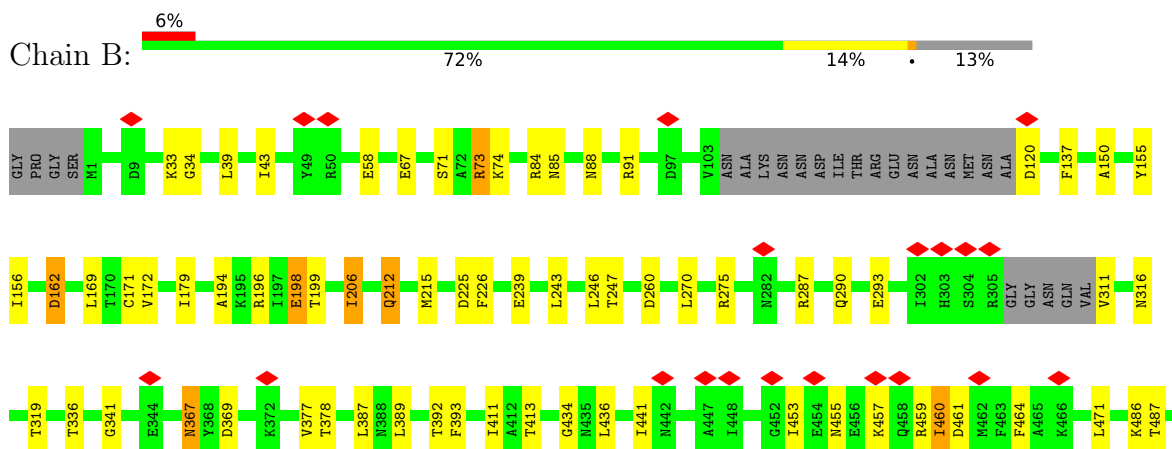 6%
Chain B:
72% 14% • 13%
GLY PRO GLY SER M1 D9 K33 G34 L39 I43 Y49 R50 E58 E67 S71 A72 R73 K74 R84 N85 N88 R91 D97 V103 ASN ALA LYS ASN ASN ASP ILE THR ARG GLU ASN ALA ASN MET ASN ALA D120 F137 A150 Y155
I156 D162 L169 T170 C171 V172 I179 A194 K195 R196 I197 E198 T199 I206 Q212 M215 D225 F226 E239 L243 L246 T247 D260 L270 R275 N282 R287 Q290 E293 I302 H303 S304 R305 GLY GLY ASN GLN VAL V311 N316
T319 T336 G341 E344 N367 Y368 D369 K372 V377 T378 L387 N388 L389 T392 F393 I411 A412 T413 G434 N435 L436 I441 N442 A447 I448 G452 I453 E454 N455 E456 K457 Q458 R459 I460 D461 M462 F463 F464 A465 K466 L471 K486 T487